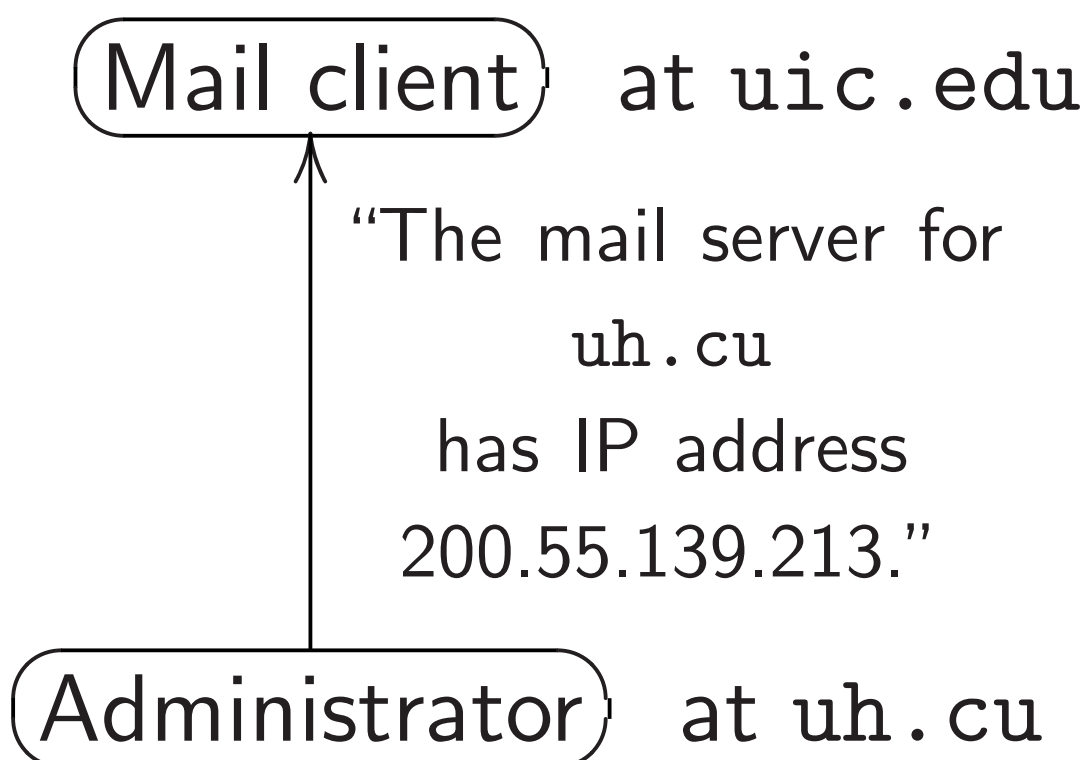 Mail client at uic.edu
“The mail server for
uh.cu
has IP address
200.55.139.213.”
Administrator at uh.cu